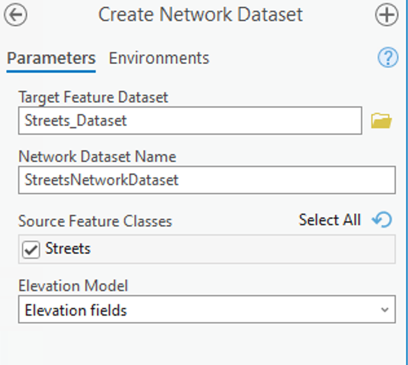 Create Network Dataset
Parameters Environments
?
Target Feature Dataset
Streets_Dataset
Network Dataset Name
StreetsNetworkDataset
Source Feature Classes Select All
Streets
Elevation Model
Elevation fields